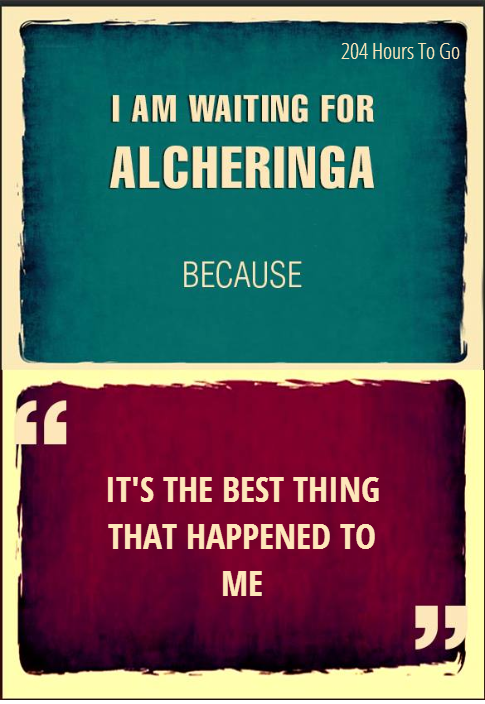 204 Hours To Go
I AM WAITING FOR
ALCHERINGA
BECAUSE
“
IT'S THE BEST THING
THAT HAPPENED TO
ME
”